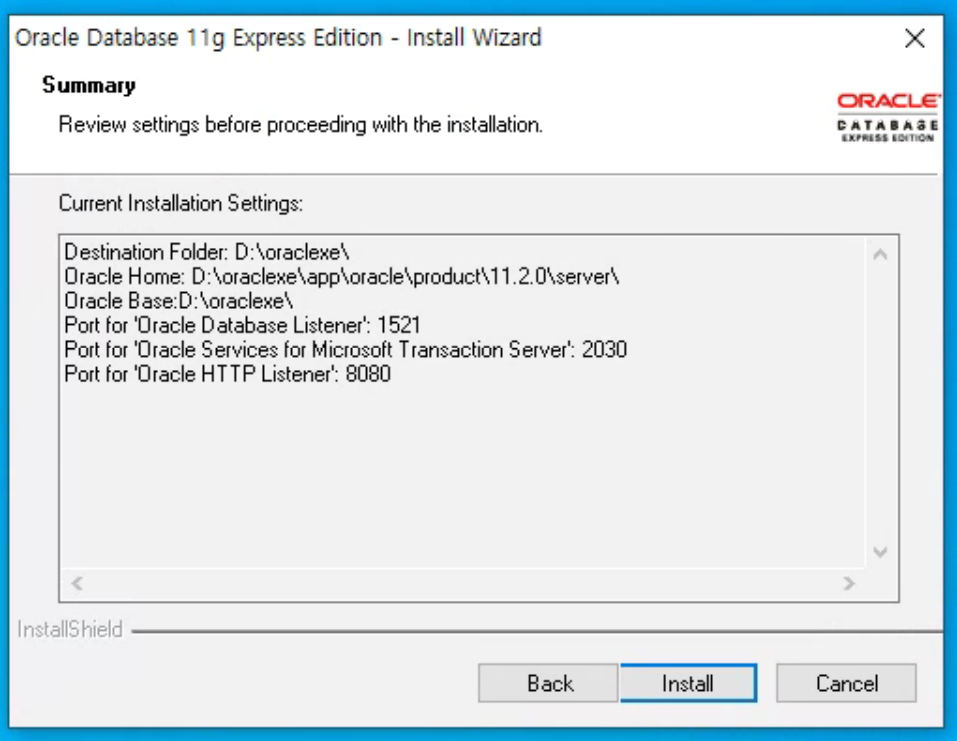 Oracle Database 11g Express Edition - Install Wizard
Summary
Review settings before proceeding with the installation.
ORACLE
DATABASE
EXPRESS EDITION
Current Installation Settings:
Destination Folder: D:\oraclexe\
Oracle Home: D:\oraclexe\app\oracle\product\11.2.0\server\
Oracle Base:D:\oraclexe\
Port for 'Oracle Database Listener': 1521
Port for 'Oracle Services for Microsoft Transaction Server': 2030
Port for 'Oracle HTTP Listener': 8080
InstallShield
Back
Install
Cancel